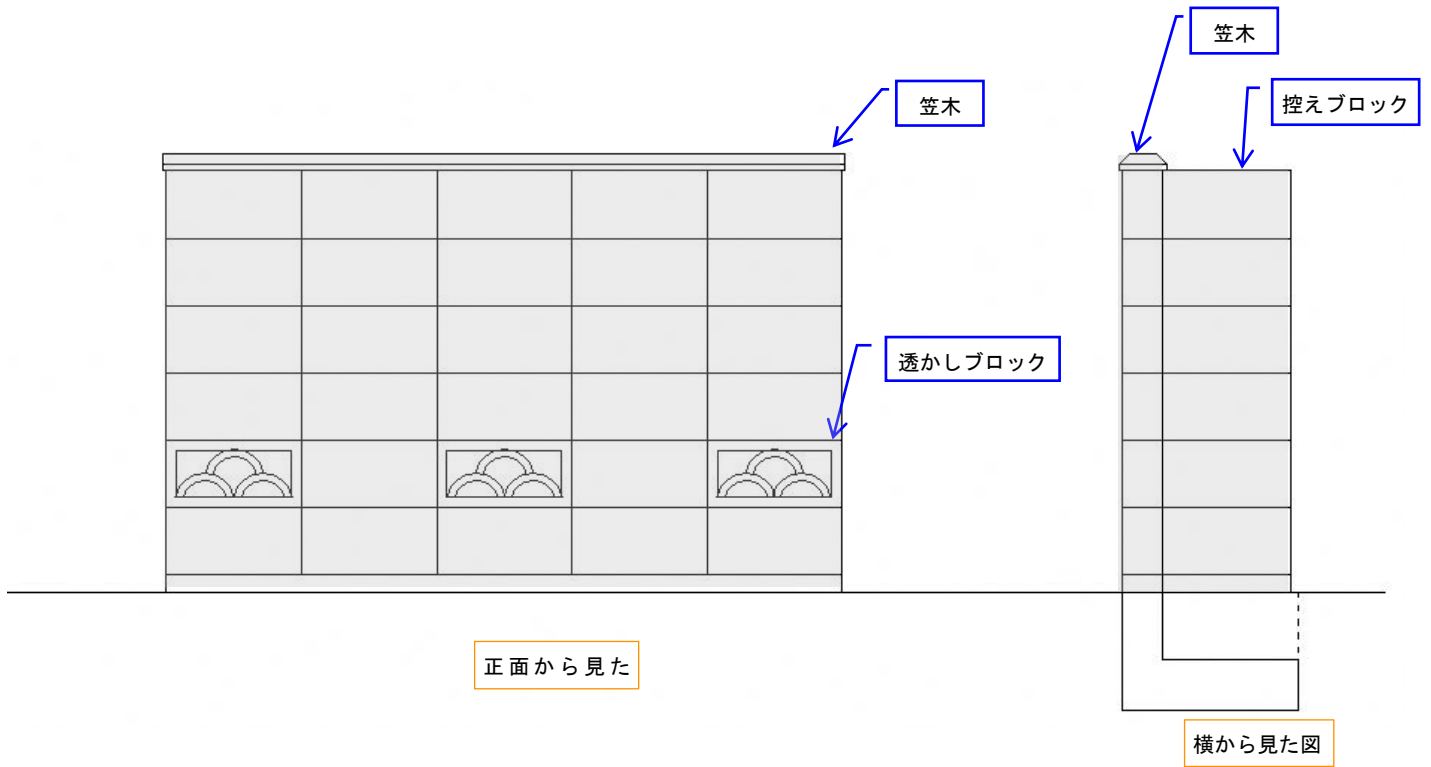 笠木
控えブロック
笠木
透かしブロック
正面から見た
横から見た図